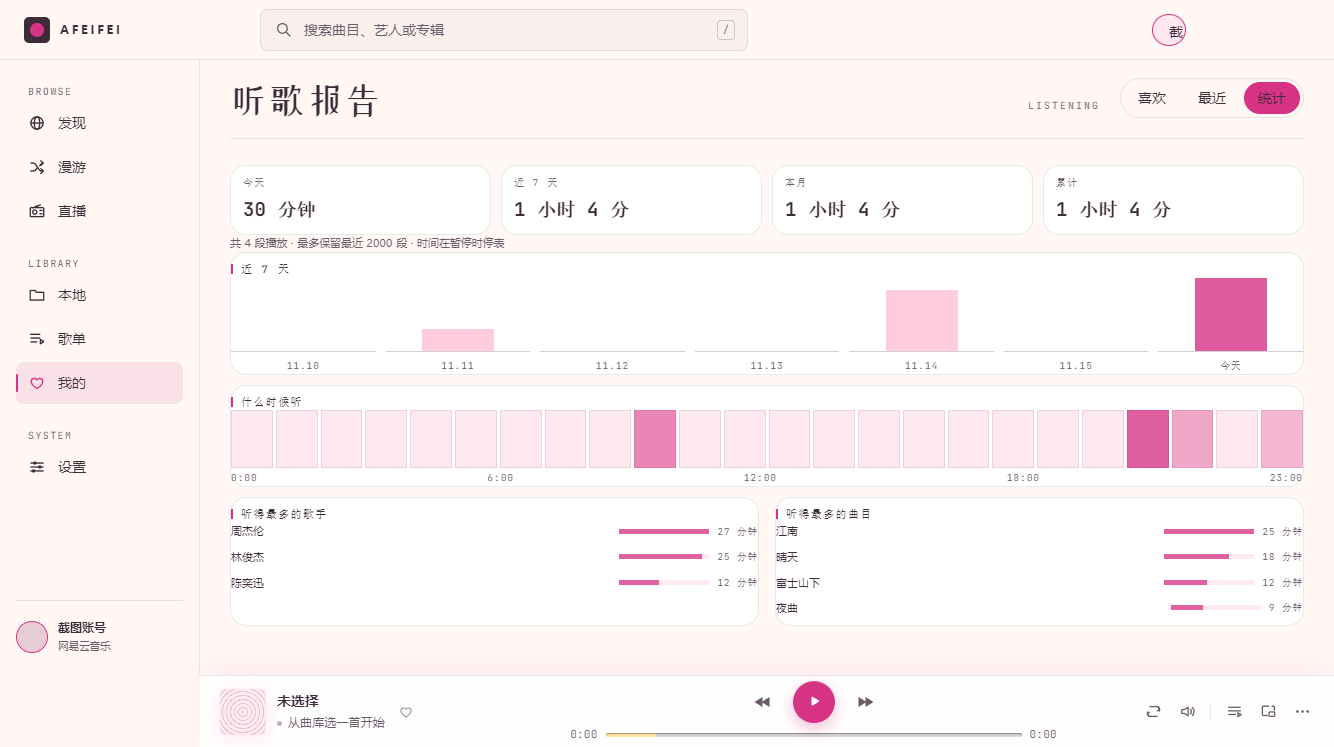 AFEIFEI
搜索曲目、艺人或专辑
/
截
BROWSE
发现
漫游
直播
LIBRARY
本地
歌单
我的
SYSTEM
设置
截图账号
网易云音乐
听歌报告
LISTENING
喜欢
最近
统计
今天
30 分钟
近 7 天
1 小时 4 分
本月
1 小时 4 分
累计
1 小时 4 分
共 4 段播放 · 最多保留最近 2000 段 · 时间在暂停时停表
近 7 天
11.10
11.11
11.12
11.13
11.14
11.15
今天
什么时候听
0:00
6:00
12:00
18:00
23:00
听得最多的歌手
周杰伦 27 分钟
林俊杰 25 分钟
陈奕迅 12 分钟
听得最多的曲目
江南 25 分钟
晴天 18 分钟
富士山下 12 分钟
夜曲 9 分钟
未选择
从曲库选一首开始
0:00
0:00